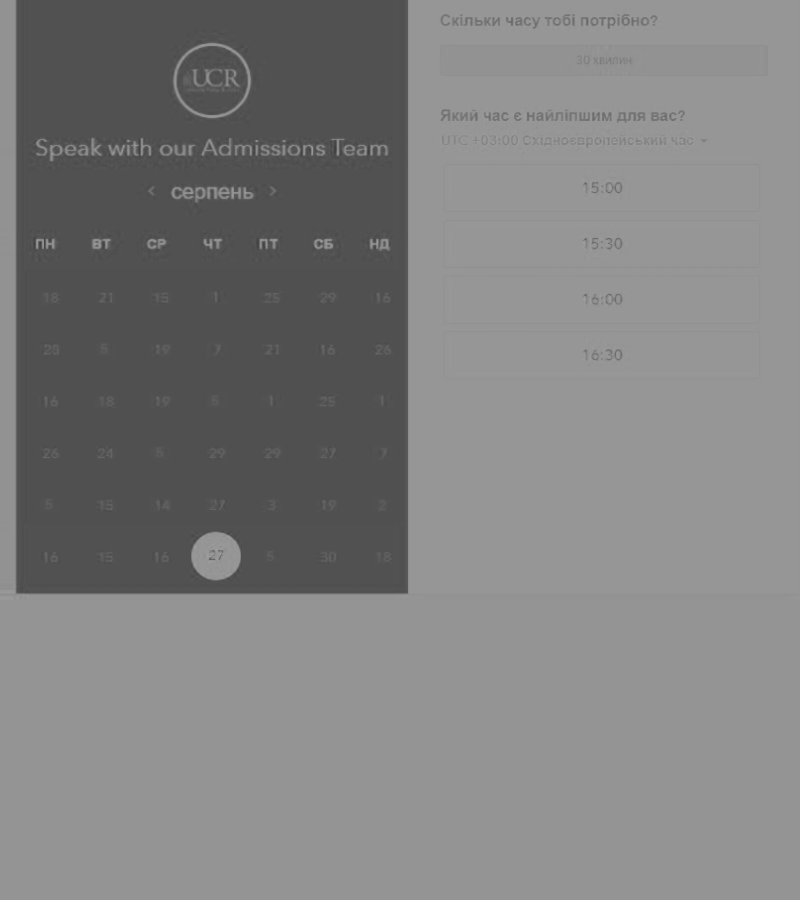 UCR
Speak with our Admissions Team
< серпень >
ПН ВТ СР ЧТ ПТ СБ НД
18 21 15 1 25 29 16
20 5 19 7 21 16 26
16 18 19 5 1 25 1
26 24 5 29 29 27 7
5 15 14 27 3 19 2
16 15 16 27 5 30 18
Скільки часу тобі потрібно?
30 хвилин
Який час є найліпшим для вас?
UTC +03:00 Східноєвропейський час
15:00
15:30
16:00
16:30